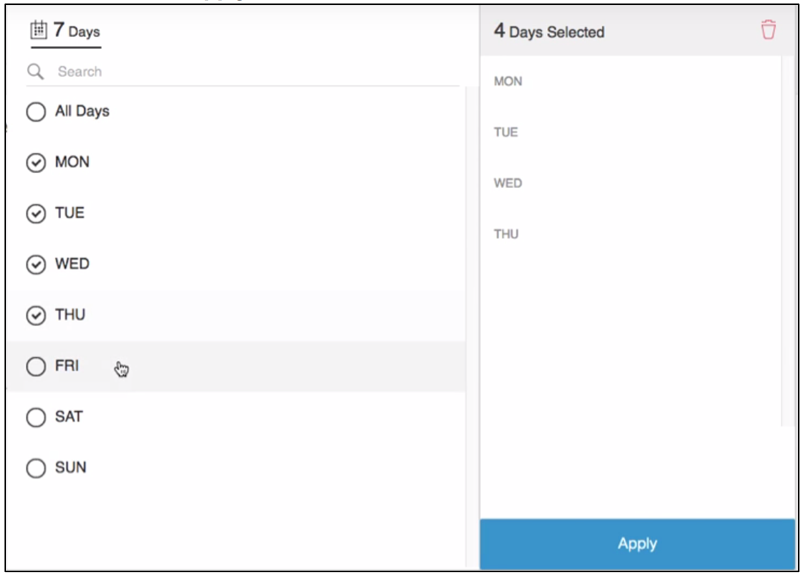 7 Days
Search
All Days
MON
TUE
WED
THU
FRI
SAT
SUN
4 Days Selected
MON
TUE
WED
THU
Apply